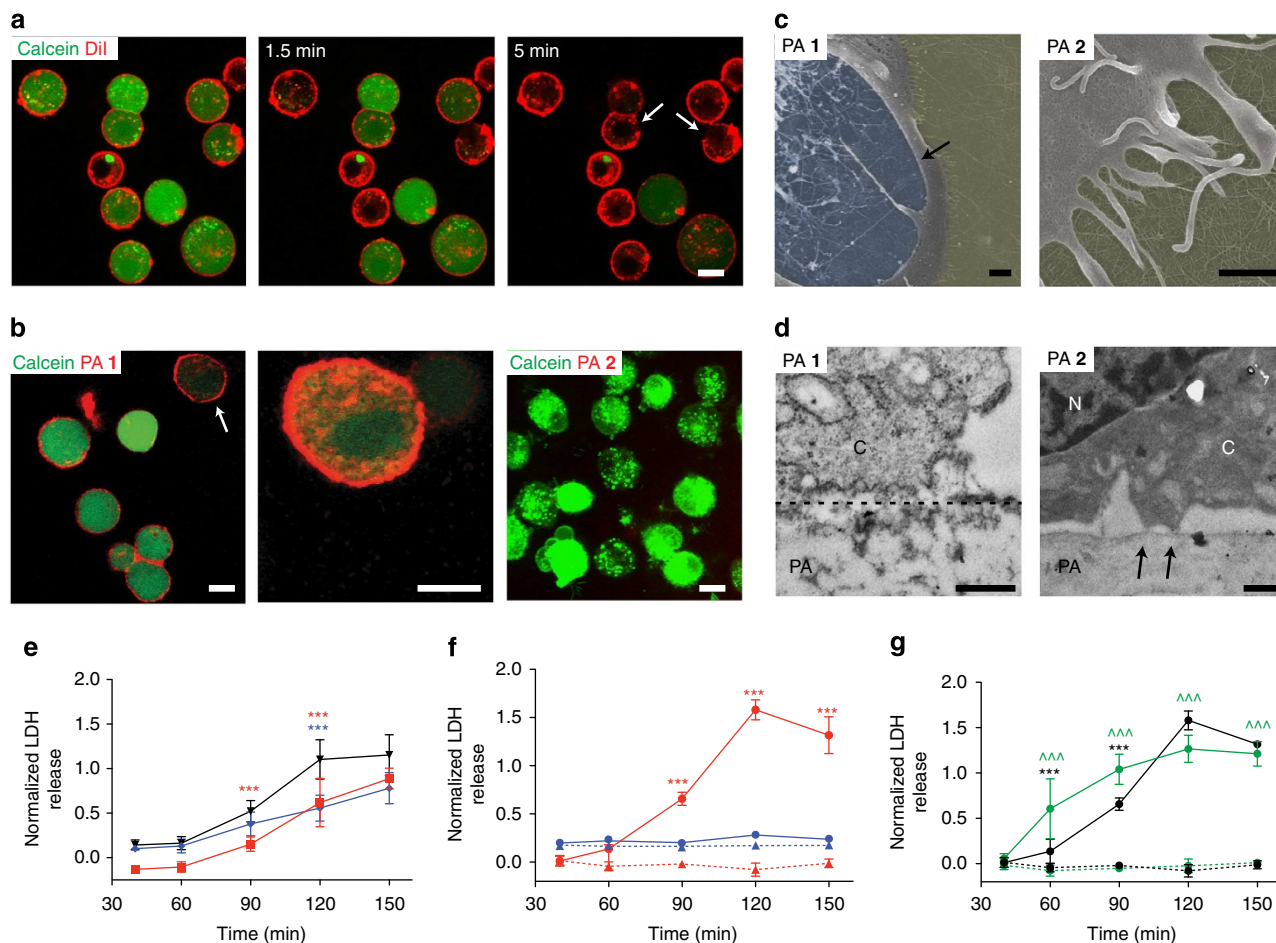 a
Calcein DiI
1.5 min
5 min
b
Calcein PA 1
Calcein PA 2
c
PA 1
PA 2
d
PA 1
C
PA
PA 2
N
C
PA
e
2.0
1.5
1.0
0.5
0.0
Normalized LDH
release
***
***
***
30 60 90 120 150
Time (min)
f
2.0
1.5
1.0
0.5
0.0
Normalized LDH
release
***
***
***
30 60 90 120 150
Time (min)
g
2.0
1.5
1.0
0.5
0.0
Normalized LDH
release
^^^
***
^^^
***
^^^
^^^
30 60 90 120 150
Time (min)